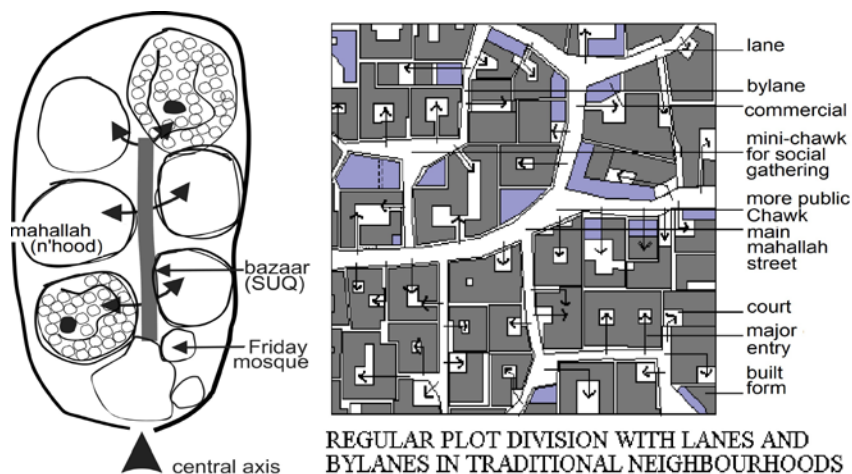 mahallah
(n'hood)
bazaar
(SUQ)
Friday
mosque
central axis
lane
bylane
commercial
mini-chawk
for social
gathering
more public
Chawk
main
mahallah
street
court
major
entry
built
form
REGULAR PLOT DIVISION WITH LANES AND
BYLANES IN TRADITIONAL NEIGHBOURHOODS